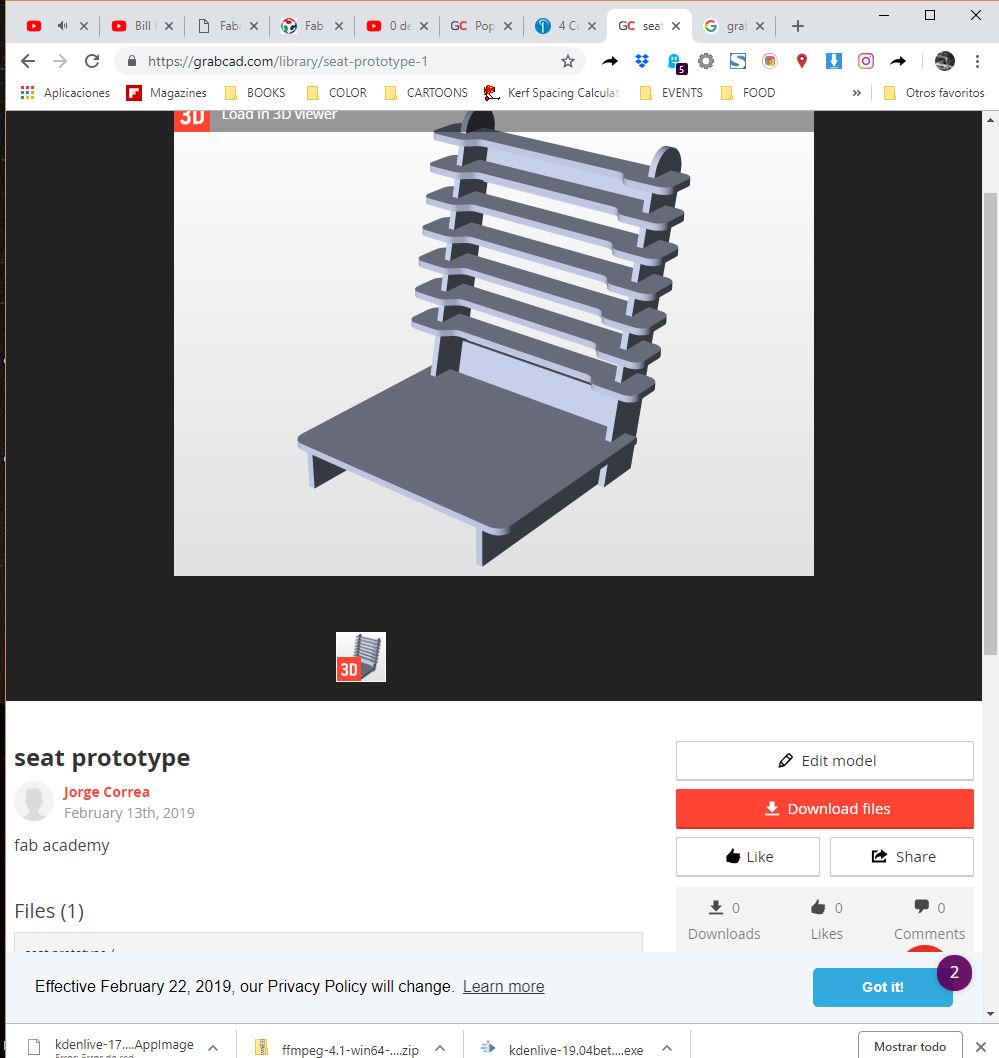 Bill
Faba
Fab
0 de
GC Pop
4 Co
GC seat
gral
https://grabcad.com/library/seat-prototype-1
5
Aplicaciones Magazines BOOKS COLOR CARTOONS Kerf Spacing Calculat EVENTS FOOD » Otros favoritos
3D Load in 3D viewer
3D
seat prototype
Jorge Correa
February 13th, 2019
fab academy
Files (1)
seat prototype /
Edit model
Download files
Like Share
0 0 0
Downloads Likes Comments
Effective February 22, 2019, our Privacy Policy will change. Learn more
Got it!
2
kdenlive-17....AppImage
Error: Error de red
ffmpeg-4.1-win64-....zip
kdenlive-19.04bet....exe
Mostrar todo